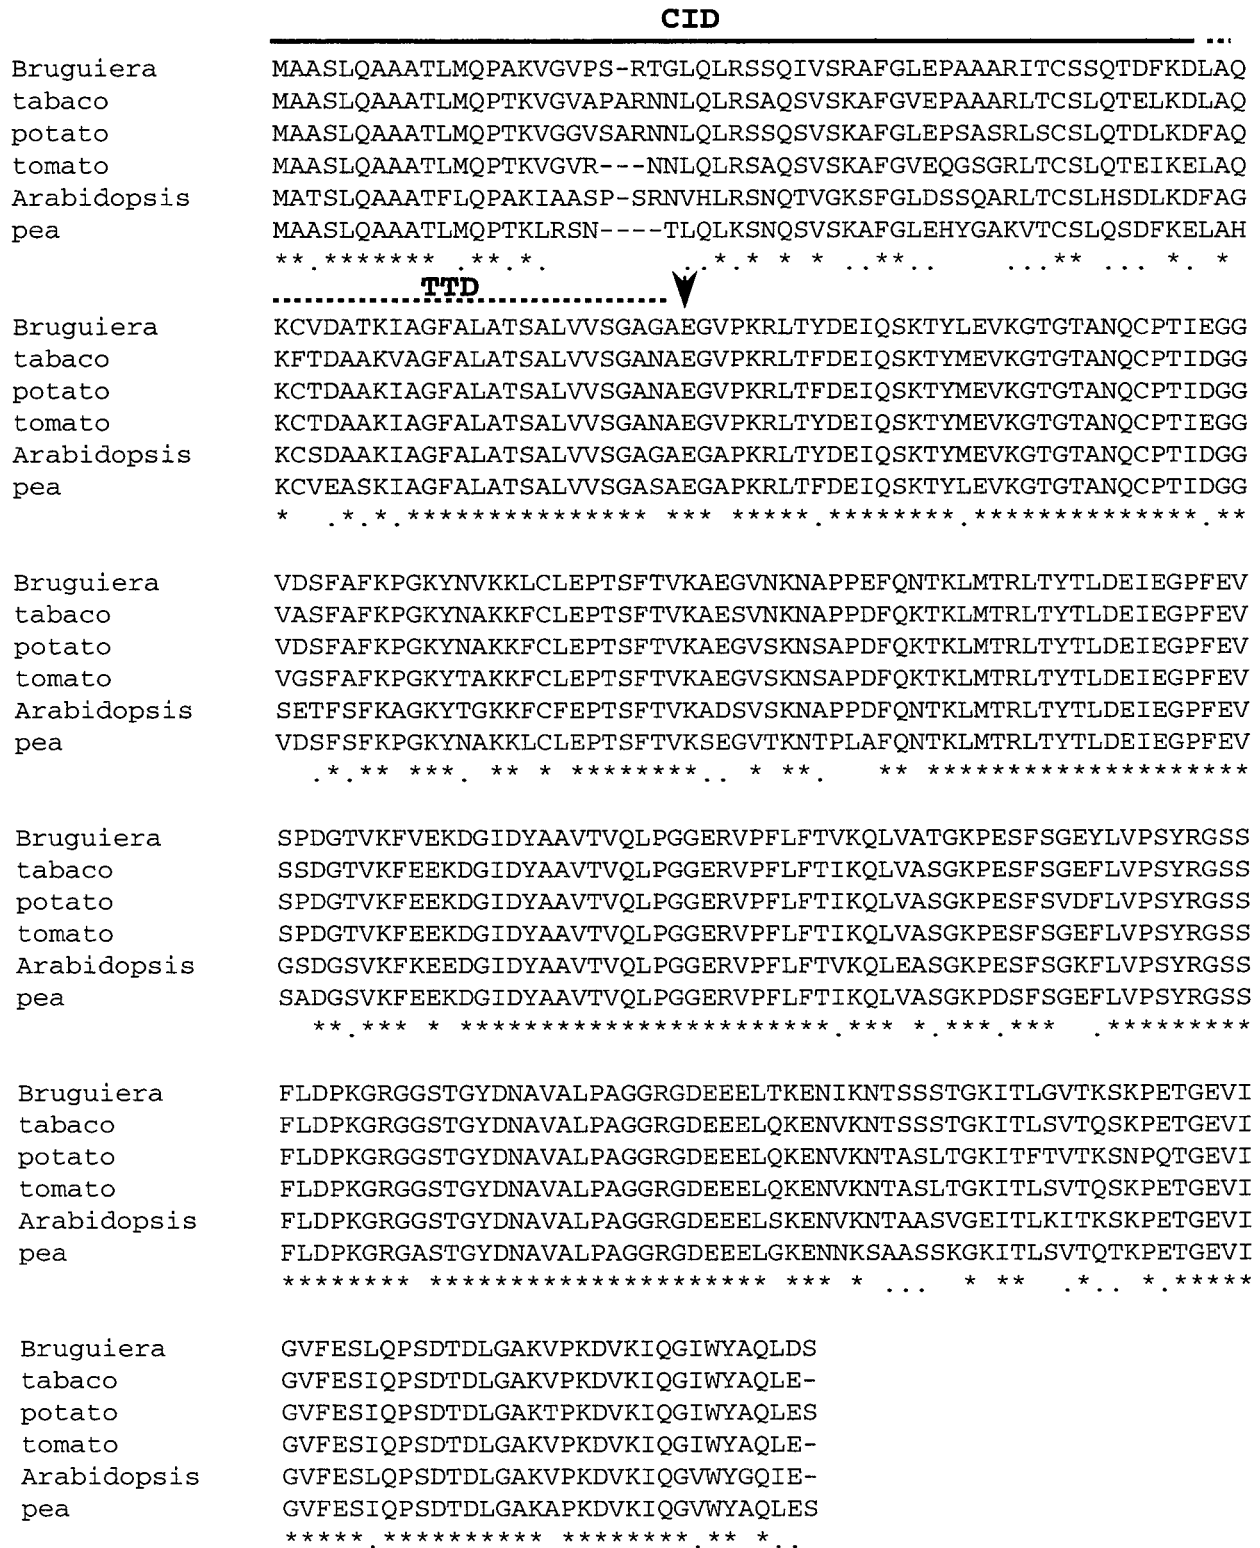 CID
Bruguiera MAASLQAAATLMQPAKVGVPS-RTGLQLRSSQIVSRAFGLEPAAARITCSSQTDFKDLAQ
tabaco MAASLQAAATLMQPTKVGVAPARNNLQLRSAQSVSKAFGVEPAAARLTCSLQTELKDLAQ
potato MAASLQAAATLMQPTKVGGVSARNNLQLRSSQSVSKAFGLEPSASRLSCSLQTDLKDFAQ
tomato MAASLQAAATLMQPTKVGVR---NNLQLRSAQSVSKAFGVEQGSGRLTCSLQTEIKELAQ
Arabidopsis MATSLQAAATFLQPAKIAASP-SRNVHLRSNQTVGKSFGLDSSQARLTCSLHSDLKDFAG
pea MAASLQAAATLMQPTKLRSN----TLQLKSNQSVSKAFGLEHYGAKVTCSLQSDFKELAH
**.******* .**.*. ..*.* * * ..*.. ...** ... *. *
TTD
Bruguiera KCVDATKIAGFALATSALVVSGAGAEGVPKRLTYDEIQSKTYLEVKGTGTANQCPTIEGG
tabaco KFTDAAKVAGFALATSALVVSGANAEGVPKRLTFDEIQSKTYMEVKGTGTANQCPTIDGG
potato KCTDAAKIAGFALATSALVVSGANAEGVPKRLTFDEIQSKTYMEVKGTGTANQCPTIDGG
tomato KCTDAAKIAGFALATSALVVSGANAEGVPKRLTYDEIQSKTYMEVKGTGTANQCPTIEGG
Arabidopsis KCSDAAKIAGFALATSALVVSGAGAEGAPKRLTYDEIQSKTYMEVKGTGTANQCPTIDGG
pea KCVEASKIAGFALATSALVVSGASAEGAPKRLTFDEIQSKTYLEVKGTGTANQCPTIDGG
* .*.*.*************** *** *****.********.**************.**
Bruguiera VDSFAFKPGKYNVKKLCLEPTSFTVKAEGVNKNAPPEFQNTKLMTRLTYTLDEIEGPFEV
tabaco VASFAFKPGKYNAKKFCLEPTSFTVKAESVNKNAPPDFQKTKLMTRLTYTLDEIEGPFEV
potato VDSFAFKPGKYNAKKFCLEPTSFTVKAEGVSKNSAPDFQKTKLMTRLTYTLDEIEGPFEV
tomato VGSFAFKPGKYTAKKFCLEPTSFTVKAEGVSKNSAPDFQKTKLMTRLTYTLDEIEGPFEV
Arabidopsis SETFSFKAGKYTGKKFCFEPTSFTVKADSVSKNAPPDFQNTKLMTRLTYTLDEIEGPFEV
pea VDSFSFKPGKYNAKKLCLEPTSFTVKSEGVTKNTPLAFQNTKLMTRLTYTLDEIEGPFEV
.*.** ***. ** * ********.. * **. ** ********************
Bruguiera SPDGTVKFVEKDGIDYAAVTVQLPGGERVPFLFTVKQLVATGKPESFSGEYLVPSYRGSS
tabaco SSDGTVKFEEKDGIDYAAVTVQLPGGERVPFLFTIKQLVASGKPESFSGEFLVPSYRGSS
potato SPDGTVKFEEKDGIDYAAVTVQLPGGERVPFLFTIKQLVASGKPESFSVDFLVPSYRGSS
tomato SPDGTVKFEEKDGIDYAAVTVQLPGGERVPFLFTIKQLVASGKPESFSGEFLVPSYRGSS
Arabidopsis GSDGSVKFKEEDGIDYAAVTVQLPGGERVPFLFTVKQLEASGKPESFSGKFLVPSYRGSS
pea SADGSVKFEEKDGIDYAAVTVQLPGGERVPFLFTIKQLVASGKPDSFSGEFLVPSYRGSS
**.*** * ***********************.*** *.***.*** .*********
Bruguiera FLDPKGRGGSTGYDNAVALPAGGRGDEEELTKENIKNTSSSTGKITLGVTKSKPETGEVI
tabaco FLDPKGRGGSTGYDNAVALPAGGRGDEEELQKENVKNTSSSTGKITLSVTQSKPETGEVI
potato FLDPKGRGGSTGYDNAVALPAGGRGDEEELQKENVKNTASLTGKITFTVTKSNPQTGEVI
tomato FLDPKGRGGSTGYDNAVALPAGGRGDEEELQKENVKNTASLTGKITLSVTQSKPETGEVI
Arabidopsis FLDPKGRGGSTGYDNAVALPAGGRGDEEELSKENVKNTAASVGEITLKITKSKPETGEVI
pea FLDPKGRGASTGYDNAVALPAGGRGDEEELGKENNKSAASSKGKITLSVTQTKPETGEVI
******** ********************* *** * ... * ** .*.. *.*****
Bruguiera GVFESLQPSDTDLGAKVPKDVKIQGIWYAQLDS
tabaco GVFESIQPSDTDLGAKVPKDVKIQGIWYAQLE-
potato GVFESIQPSDTDLGAKTPKDVKIQGIWYAQLES
tomato GVFESIQPSDTDLGAKVPKDVKIQGIWYAQLE-
Arabidopsis GVFESLQPSDTDLGAKVPKDVKIQGVWYGQIE-
pea GVFESIQPSDTDLGAKAPKDVKIQGVWYAQLES
*****.********** ********.** *..